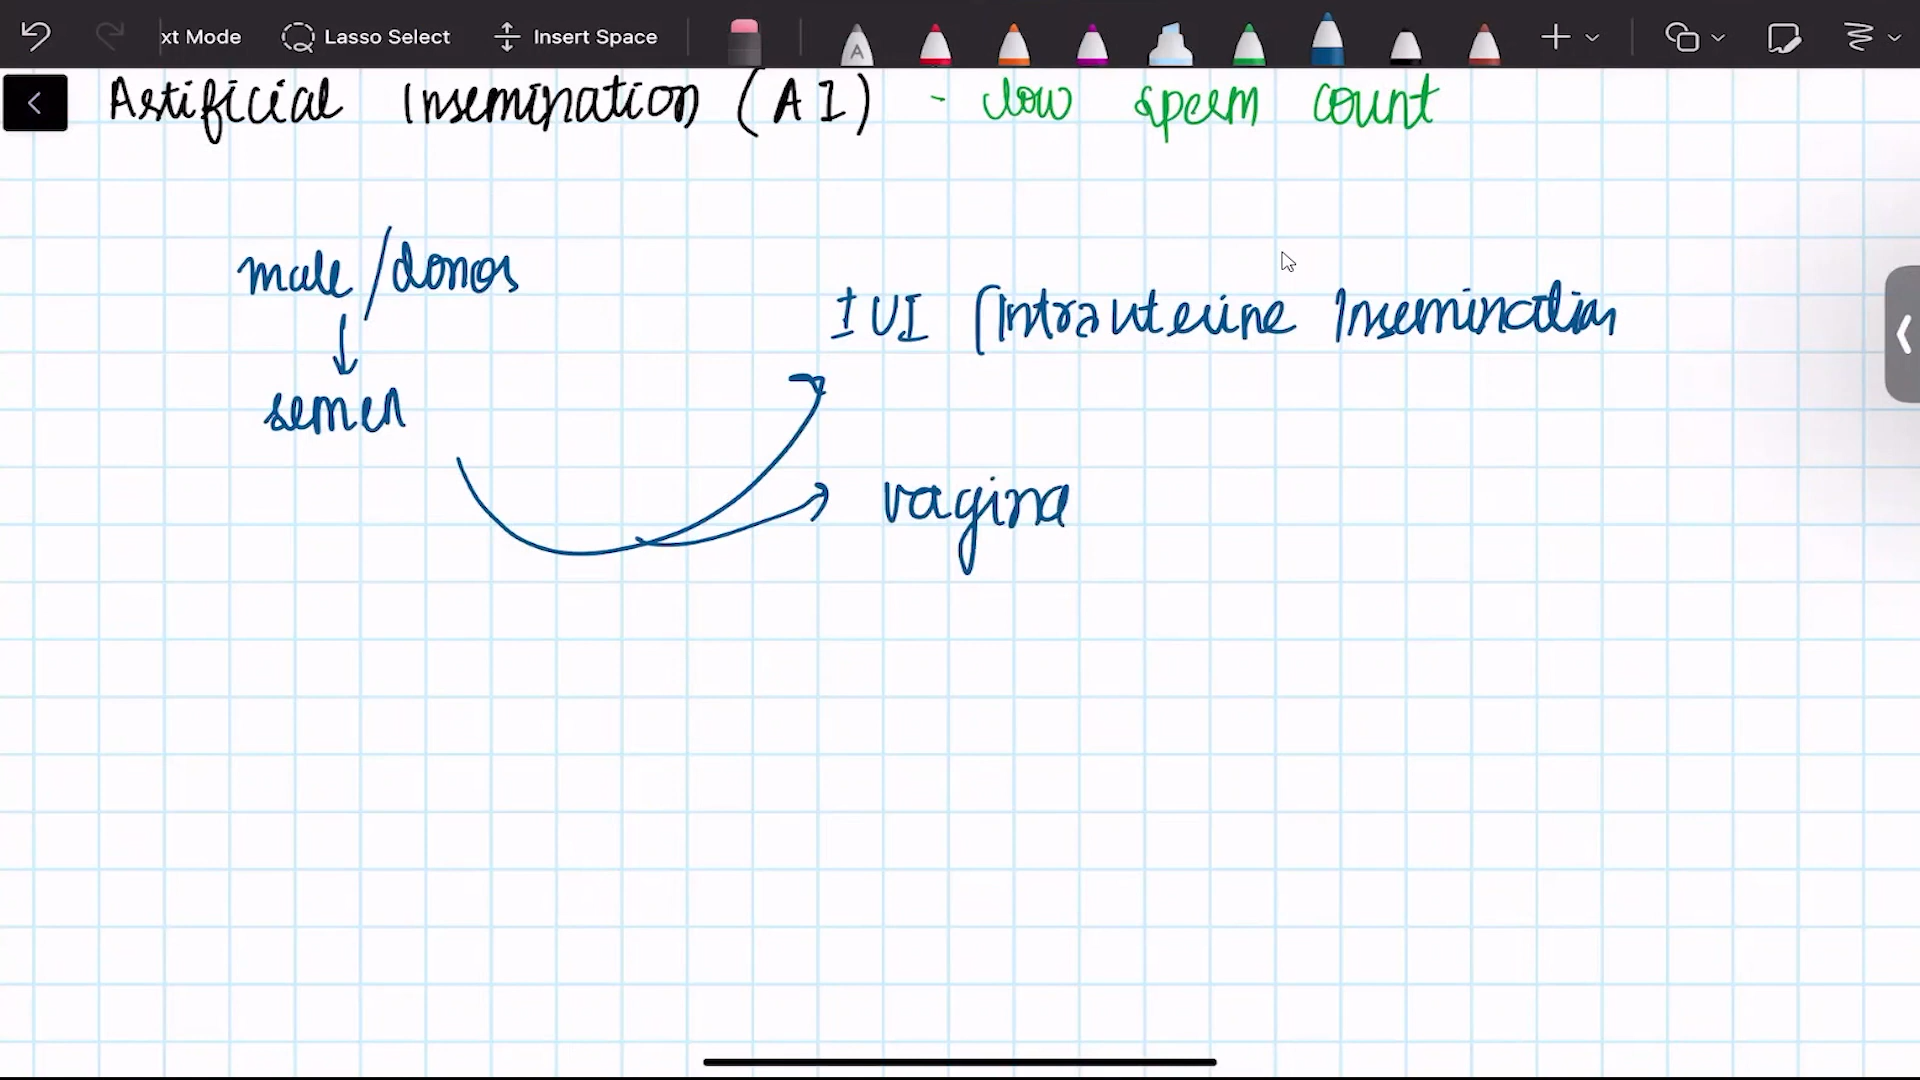 xt Mode Lasso Select Insert Space
Artificial Insemination (AI) - low sperm count
male/donor
IUI (Intrauterine Insemination
semen
vagina